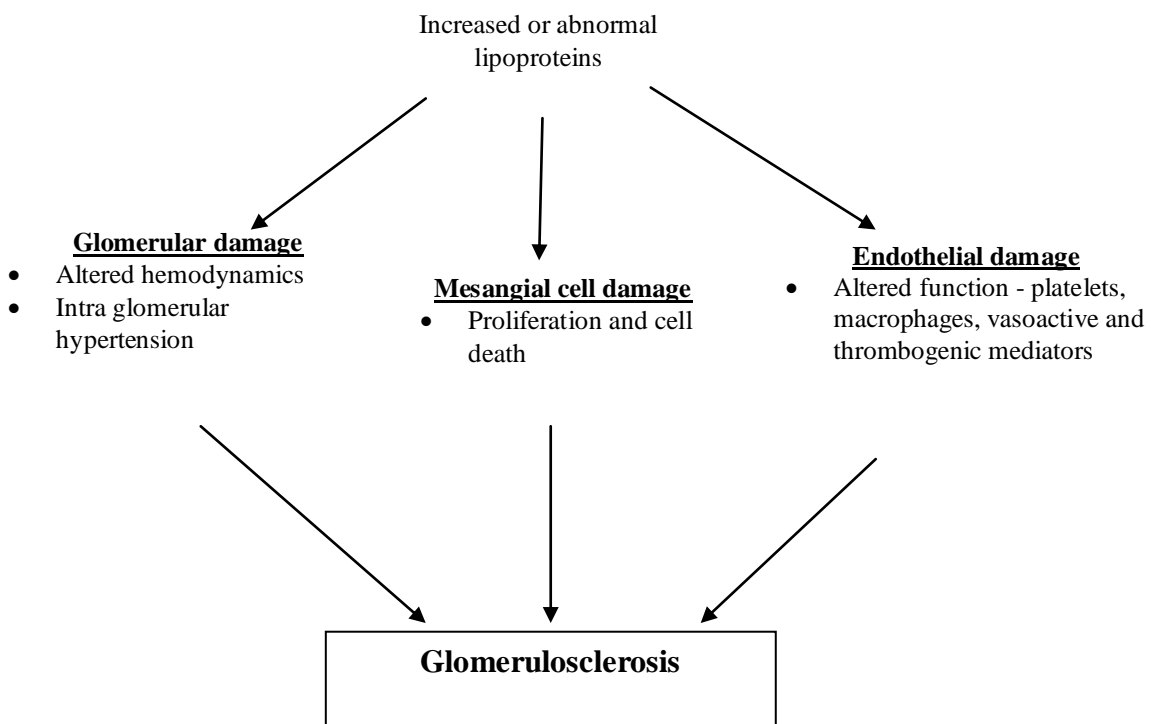 Increased or abnormal
lipoproteins
Glomerular damage
• Altered hemodynamics
• Intra glomerular
hypertension
Mesangial cell damage
• Proliferation and cell
death
Endothelial damage
• Altered function - platelets,
macrophages, vasoactive and
thrombogenic mediators
Glomerulosclerosis